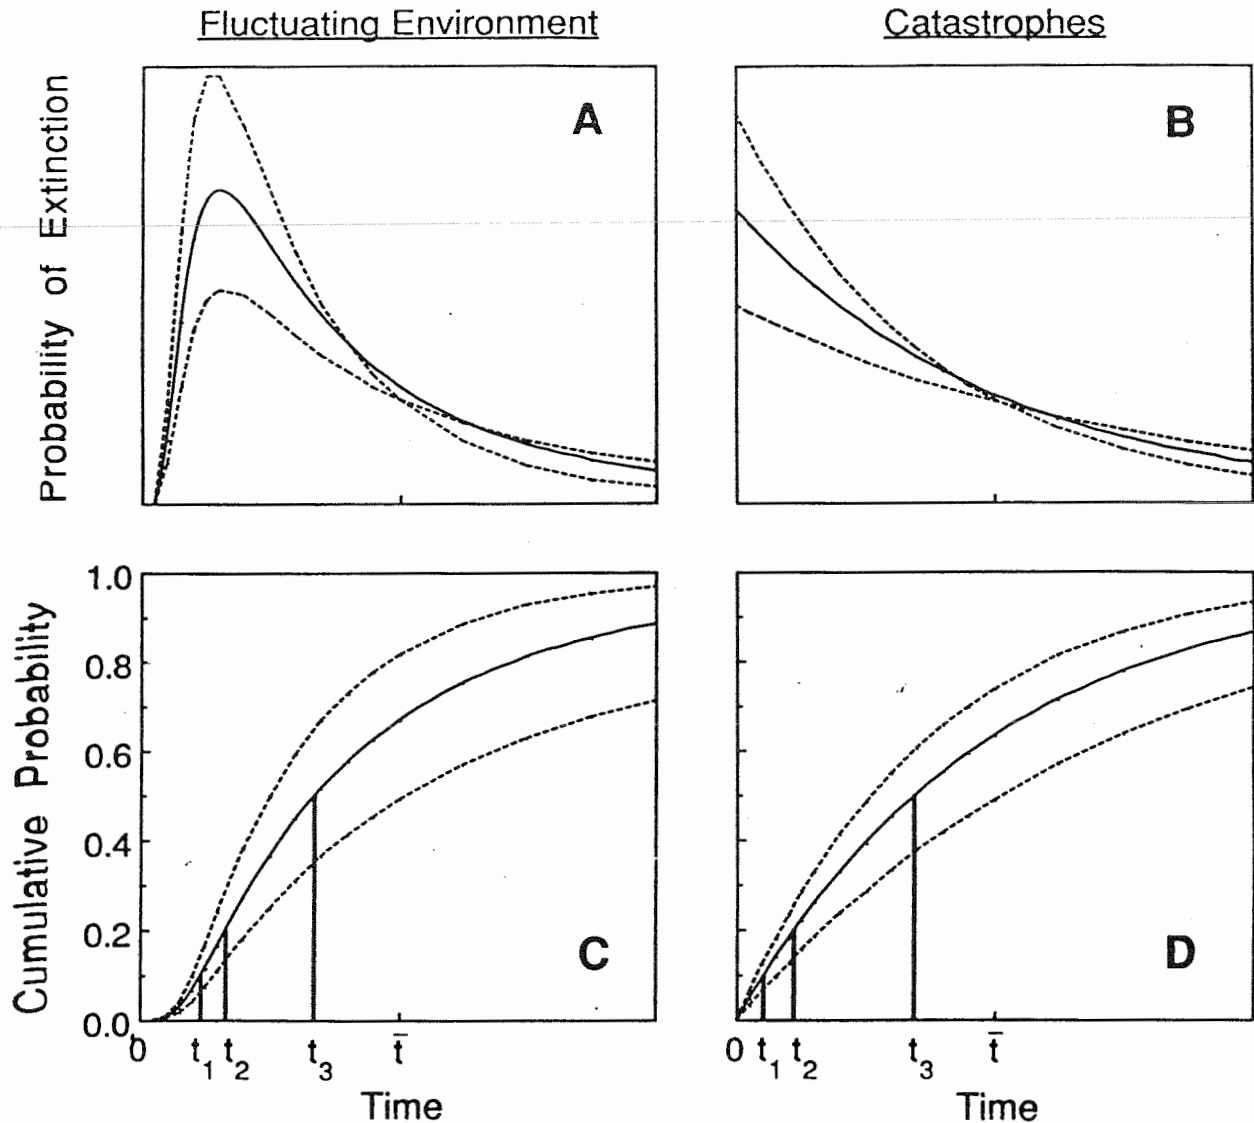 Fluctuating Environment
Catastrophes
Probability of Extinction
A
B
Cumulative Probability
1.0
0.8
0.6
0.4
0.2
0.0
C
D
0 t1 t2 t3 t̄
0 t1 t2 t3 t̄
Time
Time